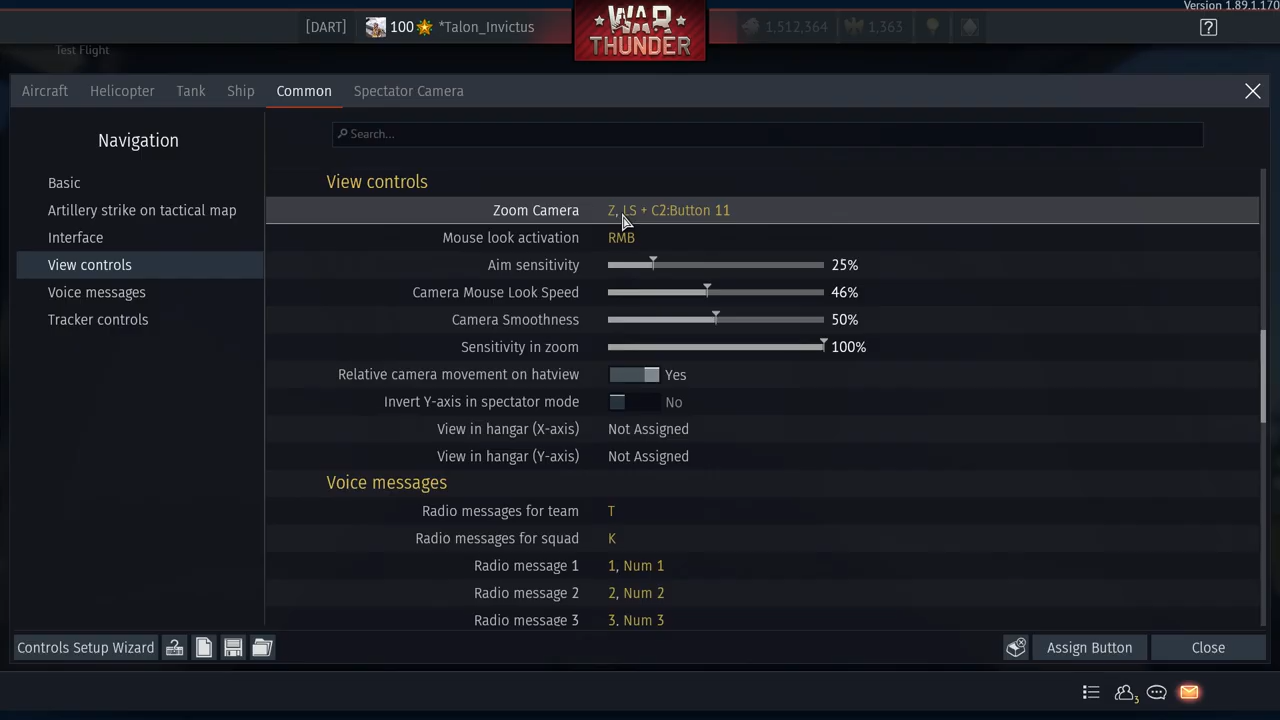 Version 1.89.1.170
[DART] 100 *Talon_Invictus
WAR
THUNDER
1,512,364 1,363
Test Flight
Aircraft Helicopter Tank Ship Common Spectator Camera
Navigation
Search...
Basic
Artillery strike on tactical map
Interface
View controls
Voice messages
Tracker controls
View controls
Zoom Camera Z, LS + C2:Button 11
Mouse look activation RMB
Aim sensitivity 25%
Camera Mouse Look Speed 46%
Camera Smoothness 50%
Sensitivity in zoom 100%
Relative camera movement on hatview Yes
Invert Y-axis in spectator mode No
View in hangar (X-axis) Not Assigned
View in hangar (Y-axis) Not Assigned
Voice messages
Radio messages for team T
Radio messages for squad K
Radio message 1 1, Num 1
Radio message 2 2, Num 2
Radio message 3 3, Num 3
Controls Setup Wizard Assign Button Close
3